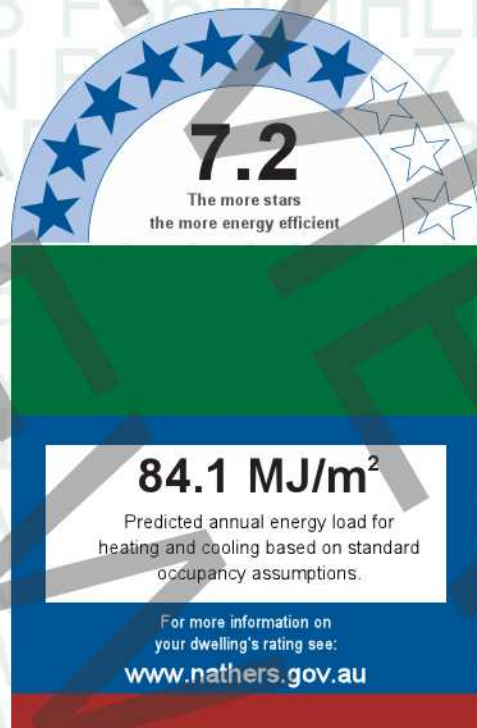 7.2
The more stars
the more energy efficient
84.1 MJ/m²
Predicted annual energy load for
heating and cooling based on standard
occupancy assumptions.
For more information on
your dwelling's rating see:
www.nathers.gov.au